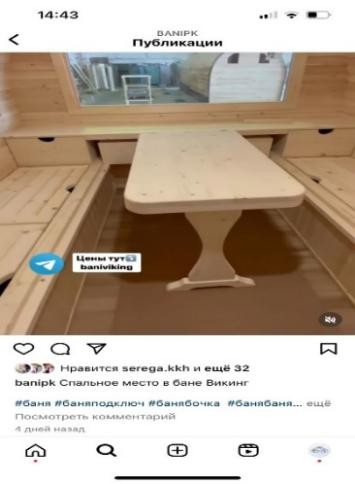 14:43
BANIPK
Публикации
Цены тут
baniviking
Нравится serega.kkh и ещё 32
banipk Спальное место в бане Викинг
#баня #баняподключ #банябочка #банябаня... ещё
Посмотреть комментарий
4 дней назад